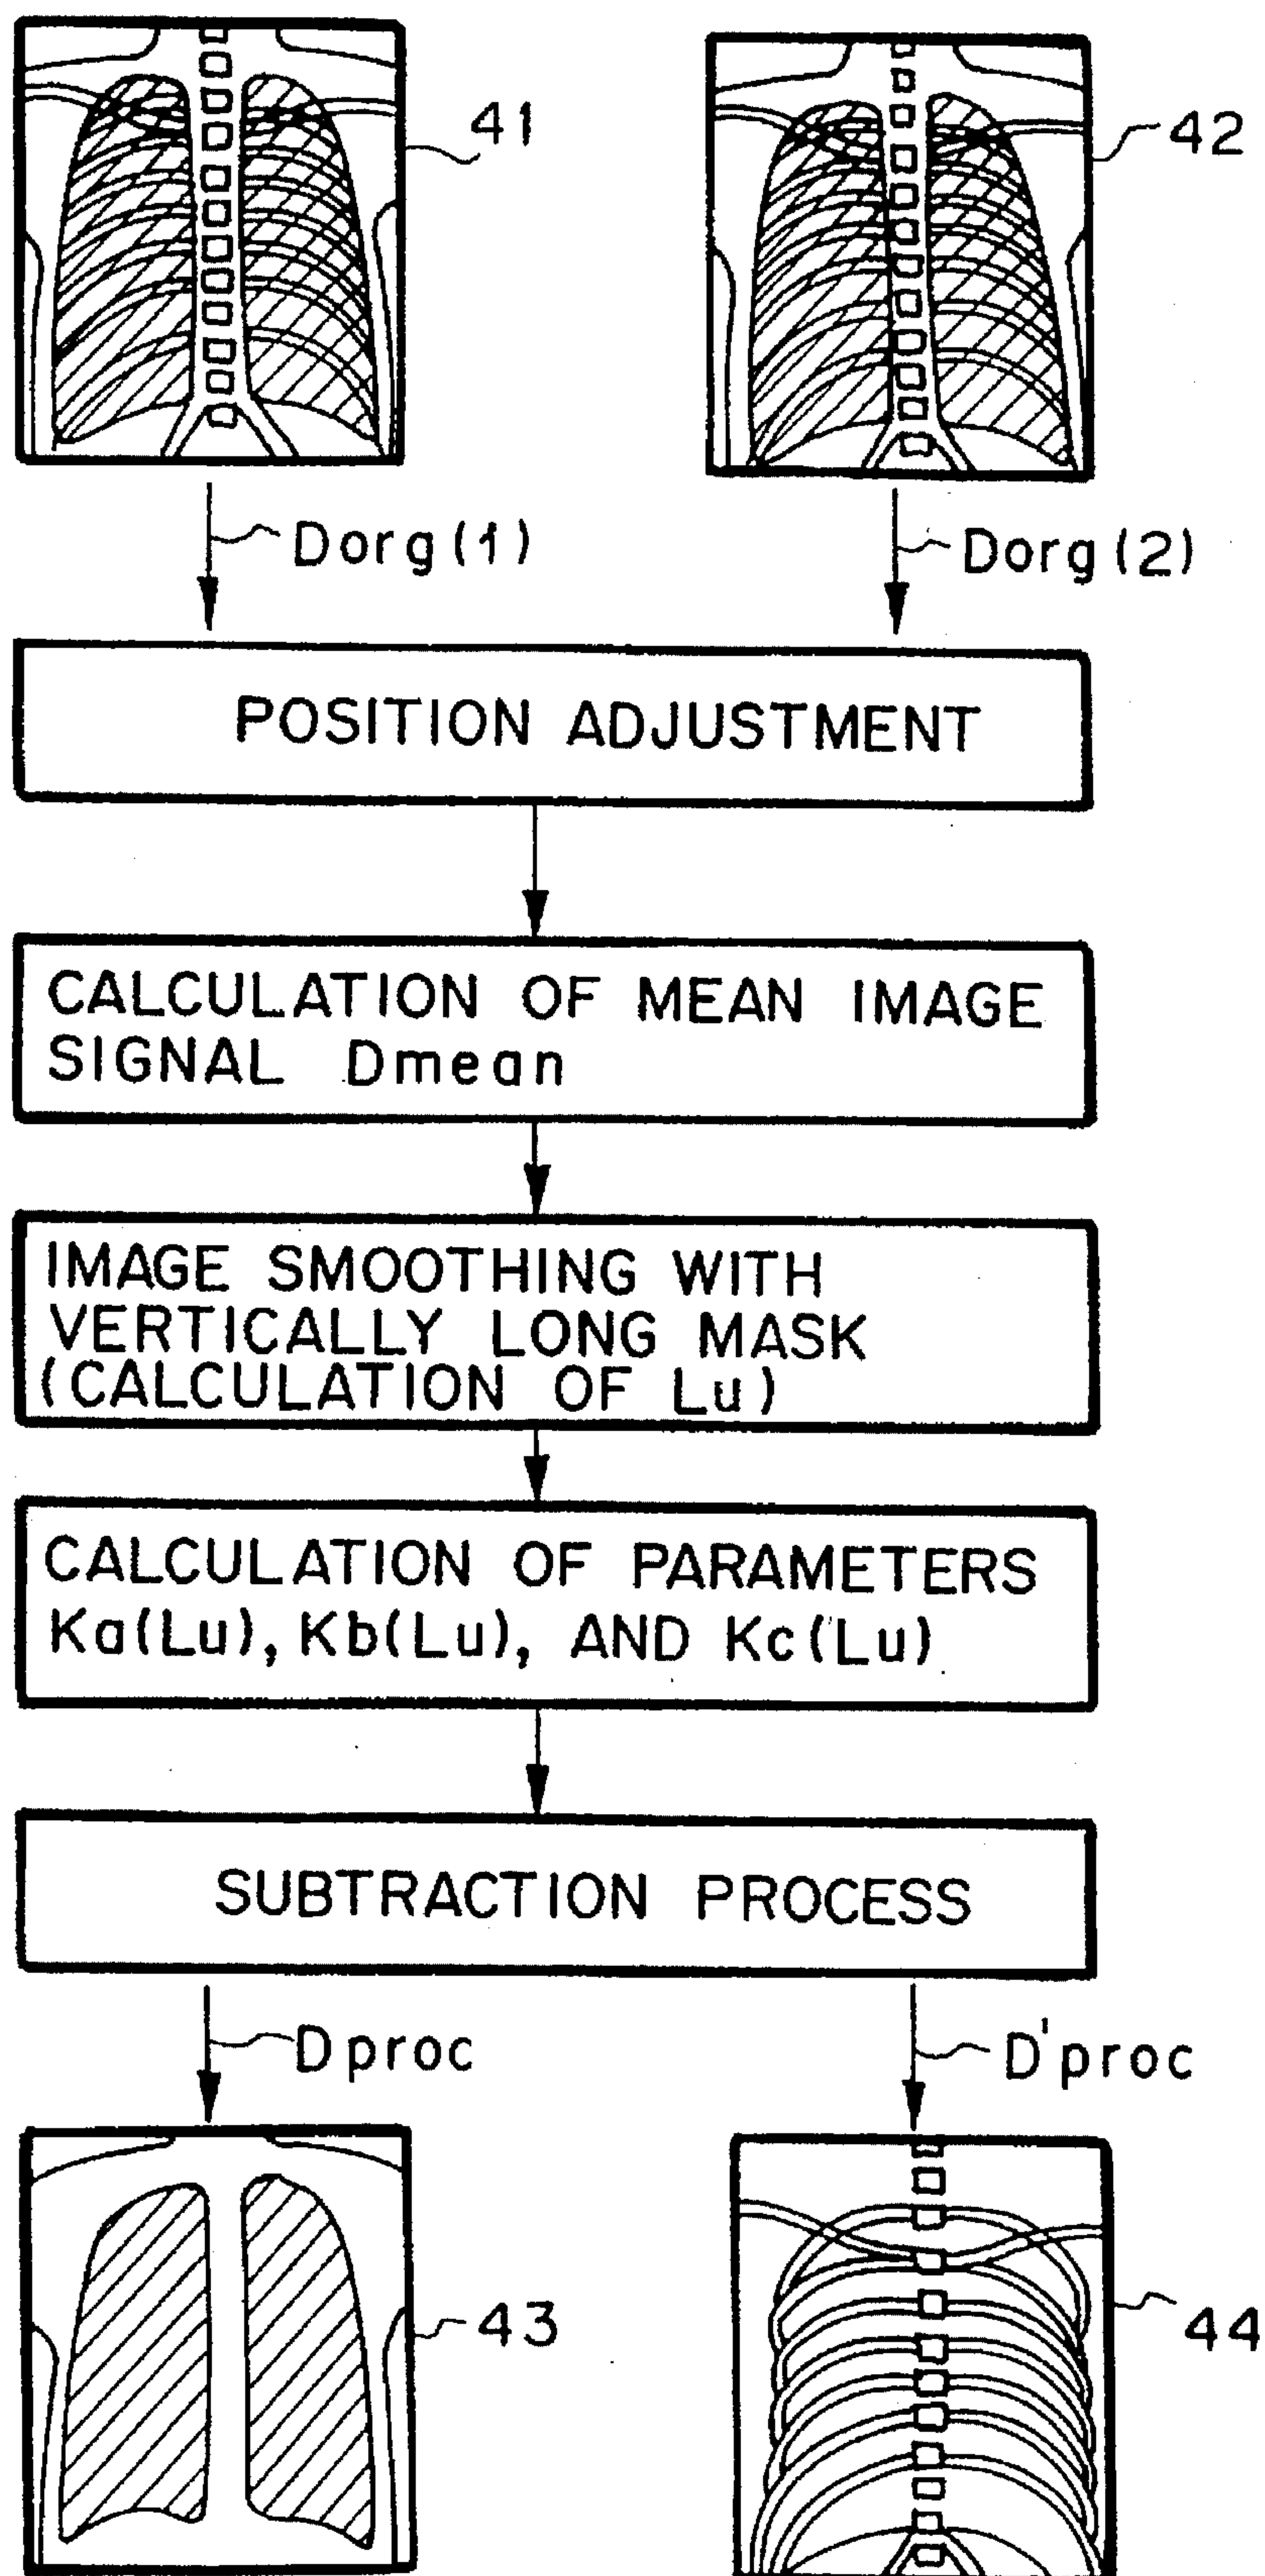 41
42
Dorg(1)
Dorg(2)
POSITION ADJUSTMENT
CALCULATION OF MEAN IMAGE
SIGNAL Dmean
IMAGE SMOOTHING WITH
VERTICALLY LONG MASK
(CALCULATION OF Lu)
CALCULATION OF PARAMETERS
Ka(Lu), Kb(Lu), AND Kc(Lu)
SUBTRACTION PROCESS
Dproc
D'proc
43
44